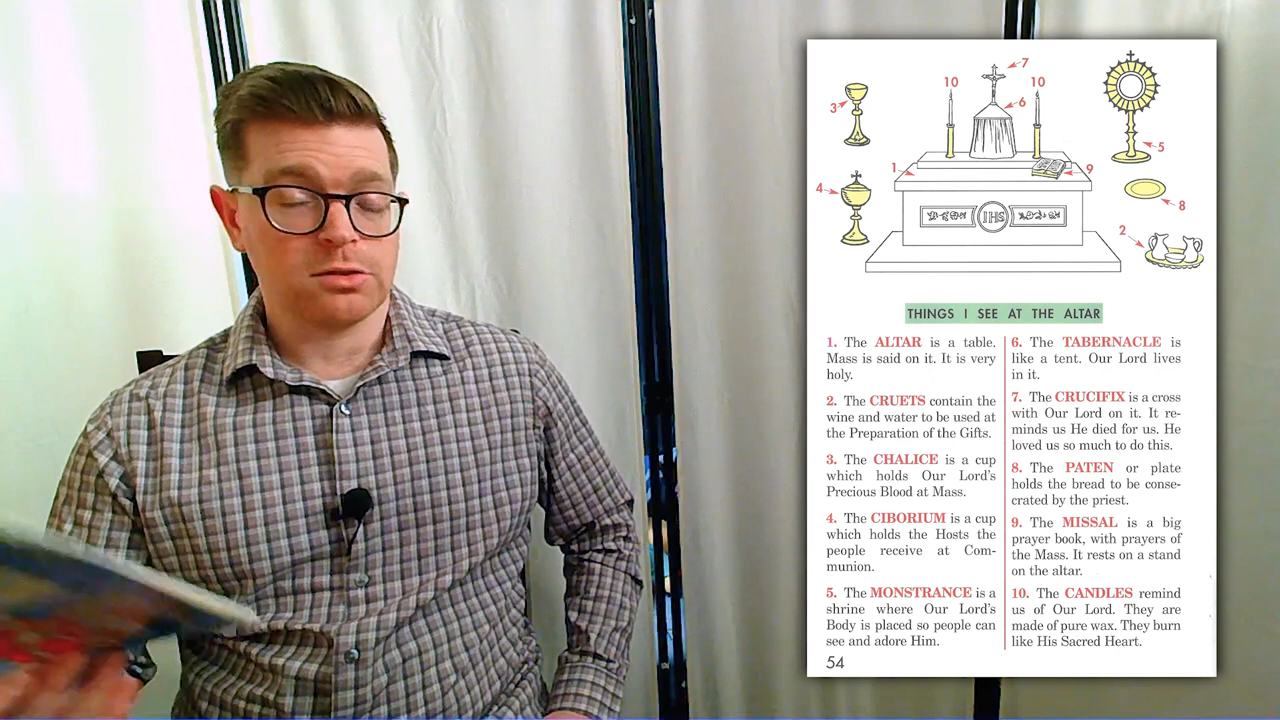 7
10
10
3
6
5
1
9
4
8
2
IHS
THINGS I SEE AT THE ALTAR
1. The ALTAR is a table.
Mass is said on it. It is very
holy.
2. The CRUETS contain the
wine and water to be used at
the Preparation of the Gifts.
3. The CHALICE is a cup
which holds Our Lord's
Precious Blood at Mass.
4. The CIBORIUM is a cup
which holds the Hosts the
people receive at Com-
munion.
5. The MONSTRANCE is a
shrine where Our Lord's
Body is placed so people can
see and adore Him.
54
6. The TABERNACLE is
like a tent. Our Lord lives
in it.
7. The CRUCIFIX is a cross
with Our Lord on it. It re-
minds us He died for us. He
loved us so much to do this.
8. The PATEN or plate
holds the bread to be conse-
crated by the priest.
9. The MISSAL is a big
prayer book, with prayers of
the Mass. It rests on a stand
on the altar.
10. The CANDLES remind
us of Our Lord. They are
made of pure wax. They burn
like His Sacred Heart.